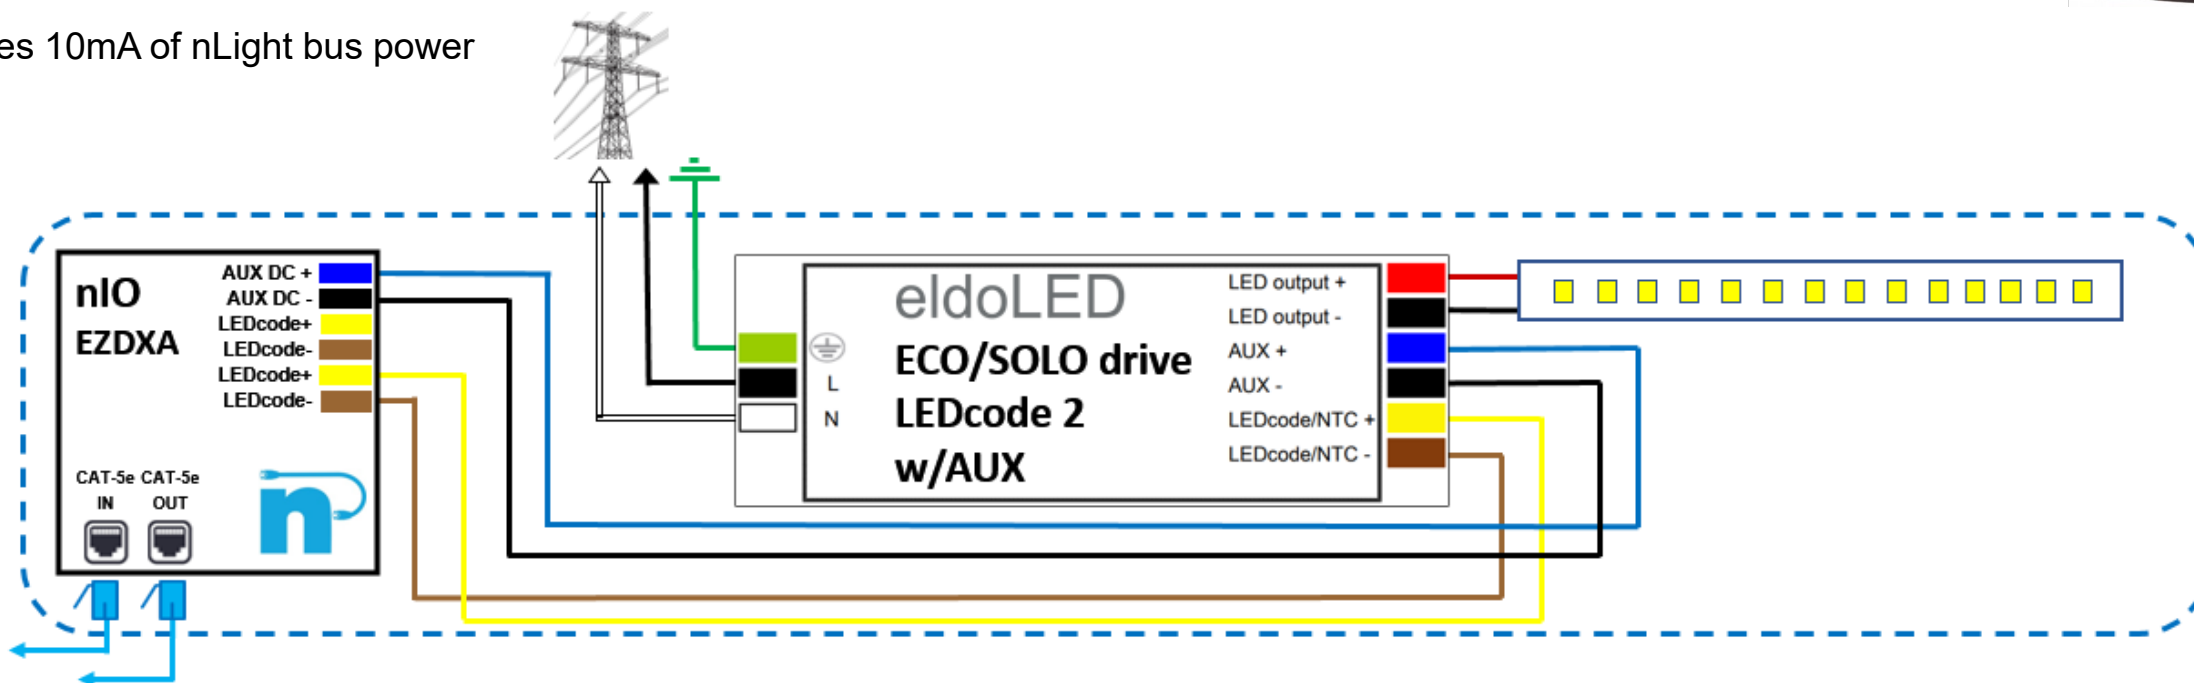 es 10mA of nLight bus power
nIO
EZDXA
AUX DC +
AUX DC -
LEDcode+
LEDcode-
LEDcode+
LEDcode-
CAT-5e CAT-5e
IN OUT
n
L
N
eldoLED
ECO/SOLO drive
LEDcode 2
w/AUX
LED output +
LED output -
AUX +
AUX -
LEDcode/NTC +
LEDcode/NTC -